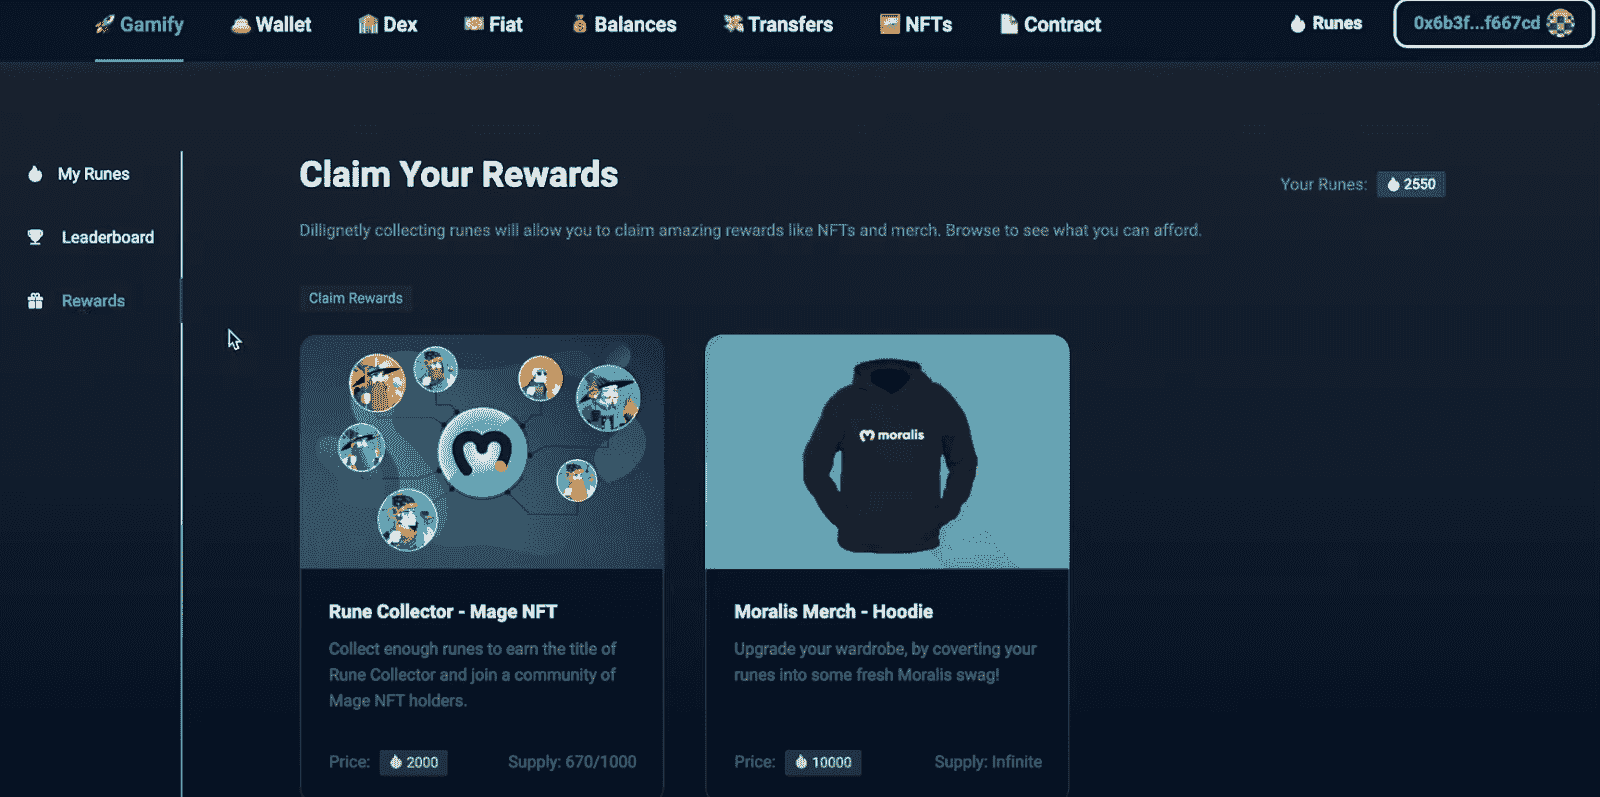 Gamify Wallet Dex Fiat Balances Transfers NFTs Contract Runes 0x6b3f...f667cd
My Runes
Leaderboard
Rewards
Claim Your Rewards
Your Runes: 2550
Dillignetly collecting runes will allow you to claim amazing rewards like NFTs and merch. Browse to see what you can afford.
Claim Rewards
Rune Collector - Mage NFT
Collect enough runes to earn the title of
Rune Collector and join a community of
Mage NFT holders.
Price: 2000 Supply: 670/1000
moralis
Moralis Merch - Hoodie
Upgrade your wardrobe, by coverting your
runes into some fresh Moralis swag!
Price: 10000 Supply: Infinite